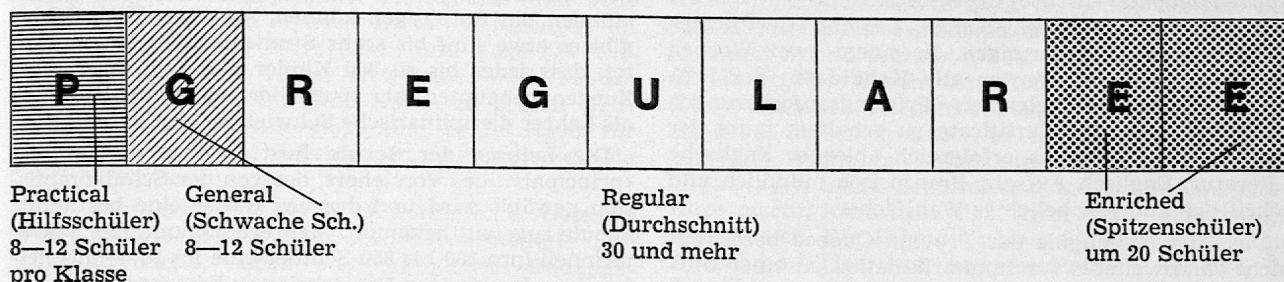 P G R E G U L A R E E
Practical
(Hilfsschüler)
8—12 Schüler
pro Klasse
General
(Schwache Sch.)
8—12 Schüler
Regular
(Durchschnitt)
30 und mehr
Enriched
(Spitzenschüler)
um 20 Schüler